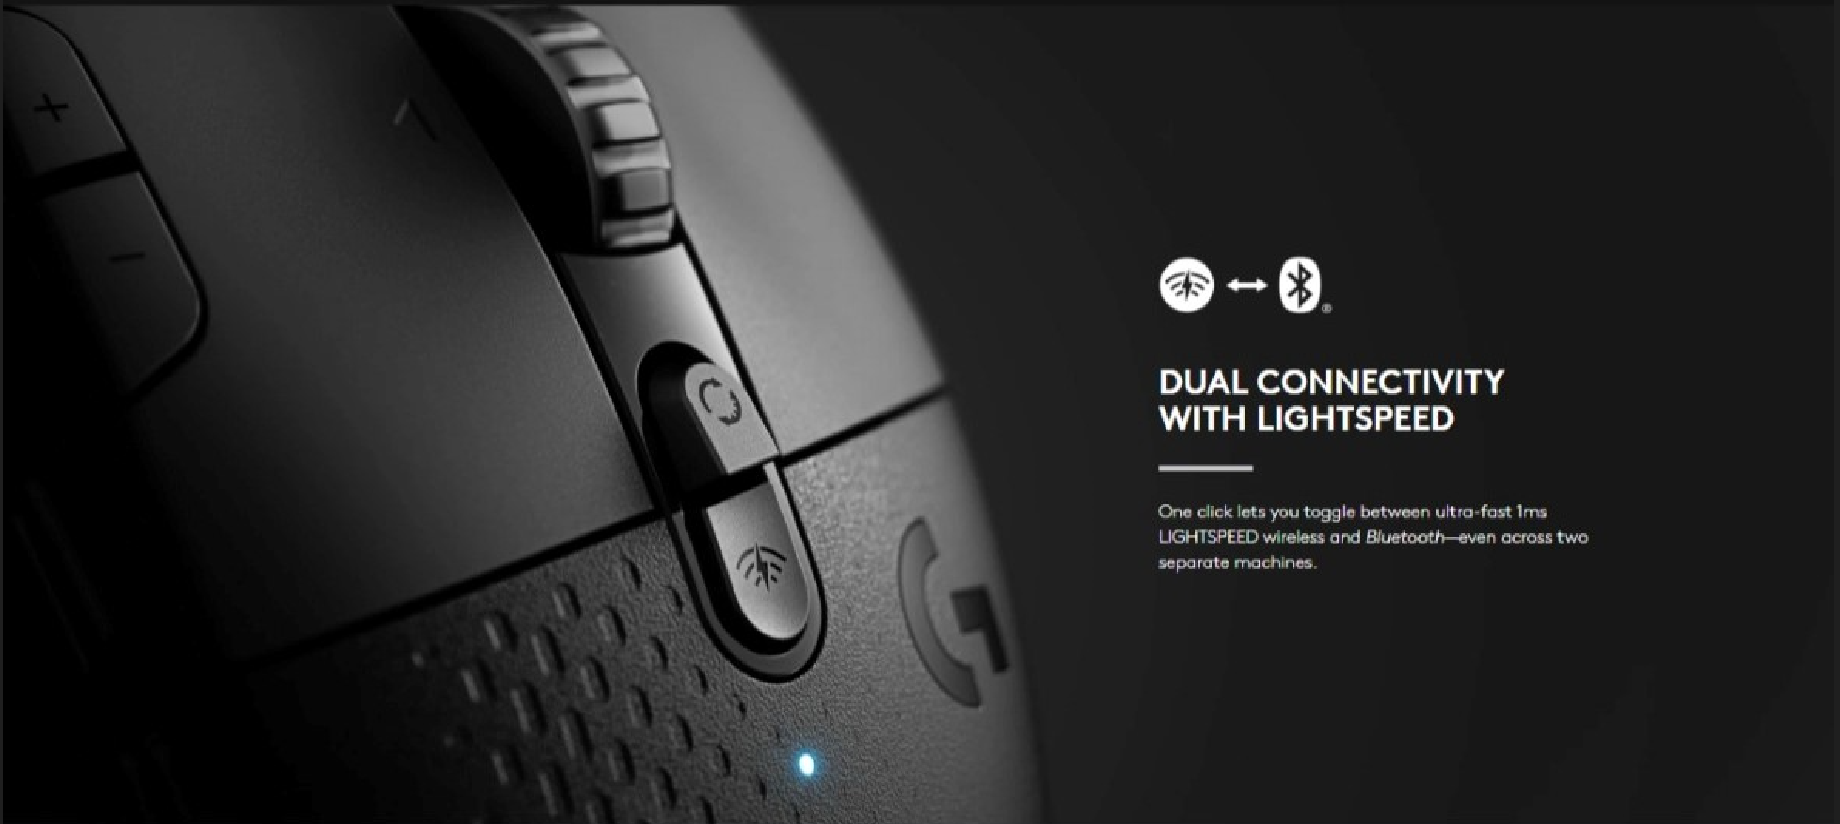 +
−
G
®
DUAL CONNECTIVITY
WITH LIGHTSPEED
One click lets you toggle between ultra-fast 1ms
LIGHTSPEED wireless and Bluetooth—even across two
separate machines.